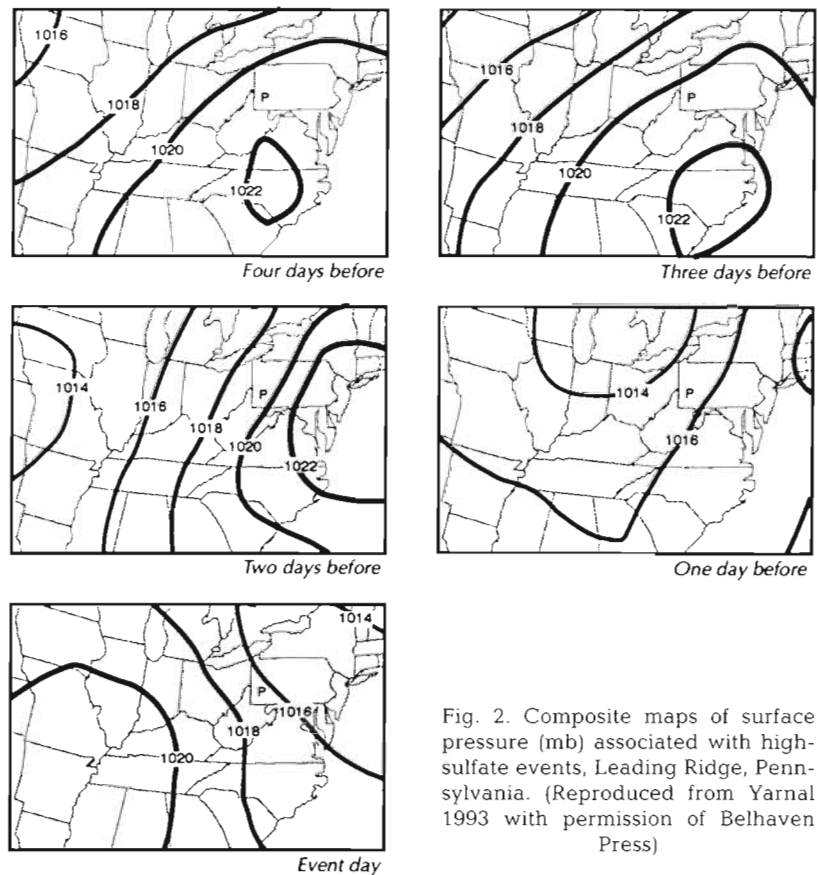 1016
1018
P
1020
1022
Four days before
1016
P
1018
1020
1022
Three days before
1014
1016
P
1018
1020
1022
Two days before
1014
P
1016
One day before
1014
P
1016
1018
1020
Event day
Fig. 2. Composite maps of surface
pressure (mb) associated with high-
sulfate events, Leading Ridge, Penn-
sylvania. (Reproduced from Yarnal
1993 with permission of Belhaven
Press)